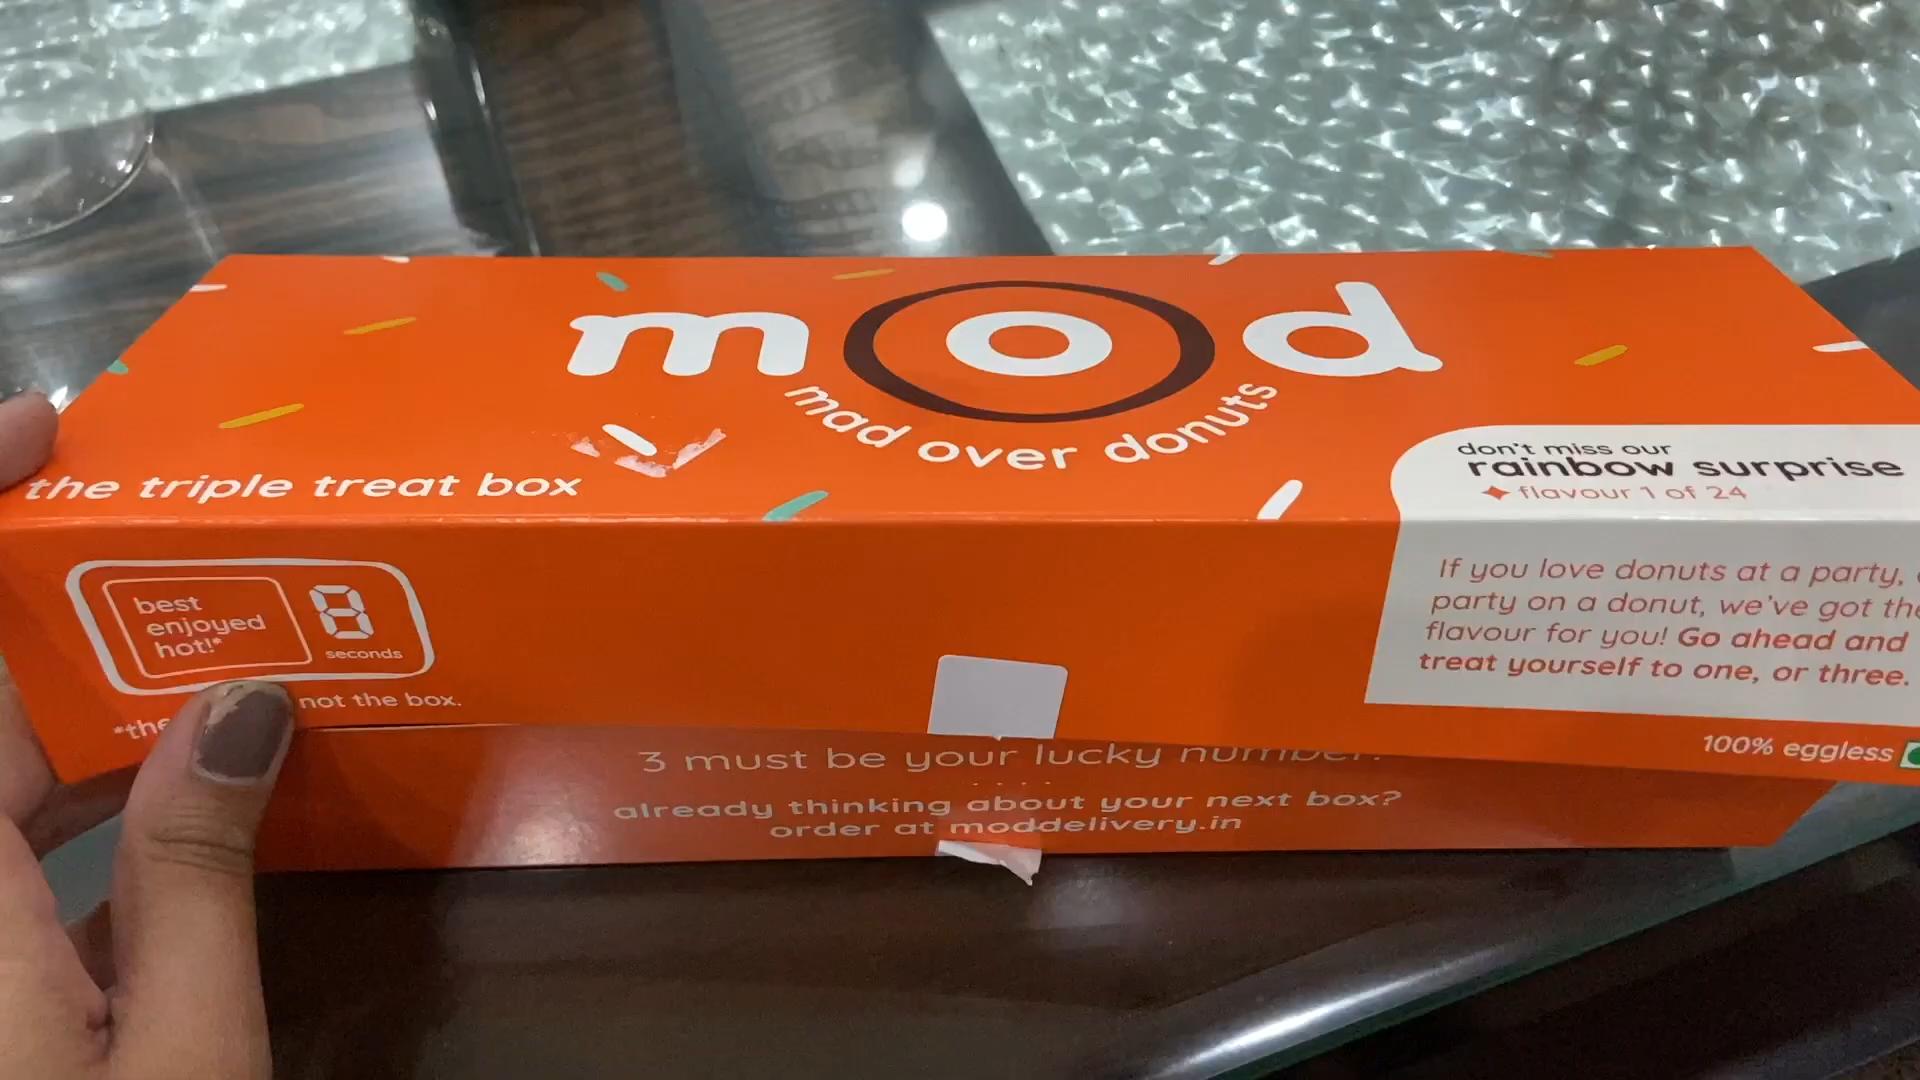 mod
mad over donuts
the triple treat box
don't miss our
rainbow surprise
flavour 1 of 24
If you love donuts at a party,
party on a donut, we've got
flavour for you! Go ahead and
treat yourself to one, or three.
best
enjoyed
hot!*
8
seconds
*the
not the box.
100% eggless
3 must be your lucky number.
already thinking about your next box?
order at moddelivery.in